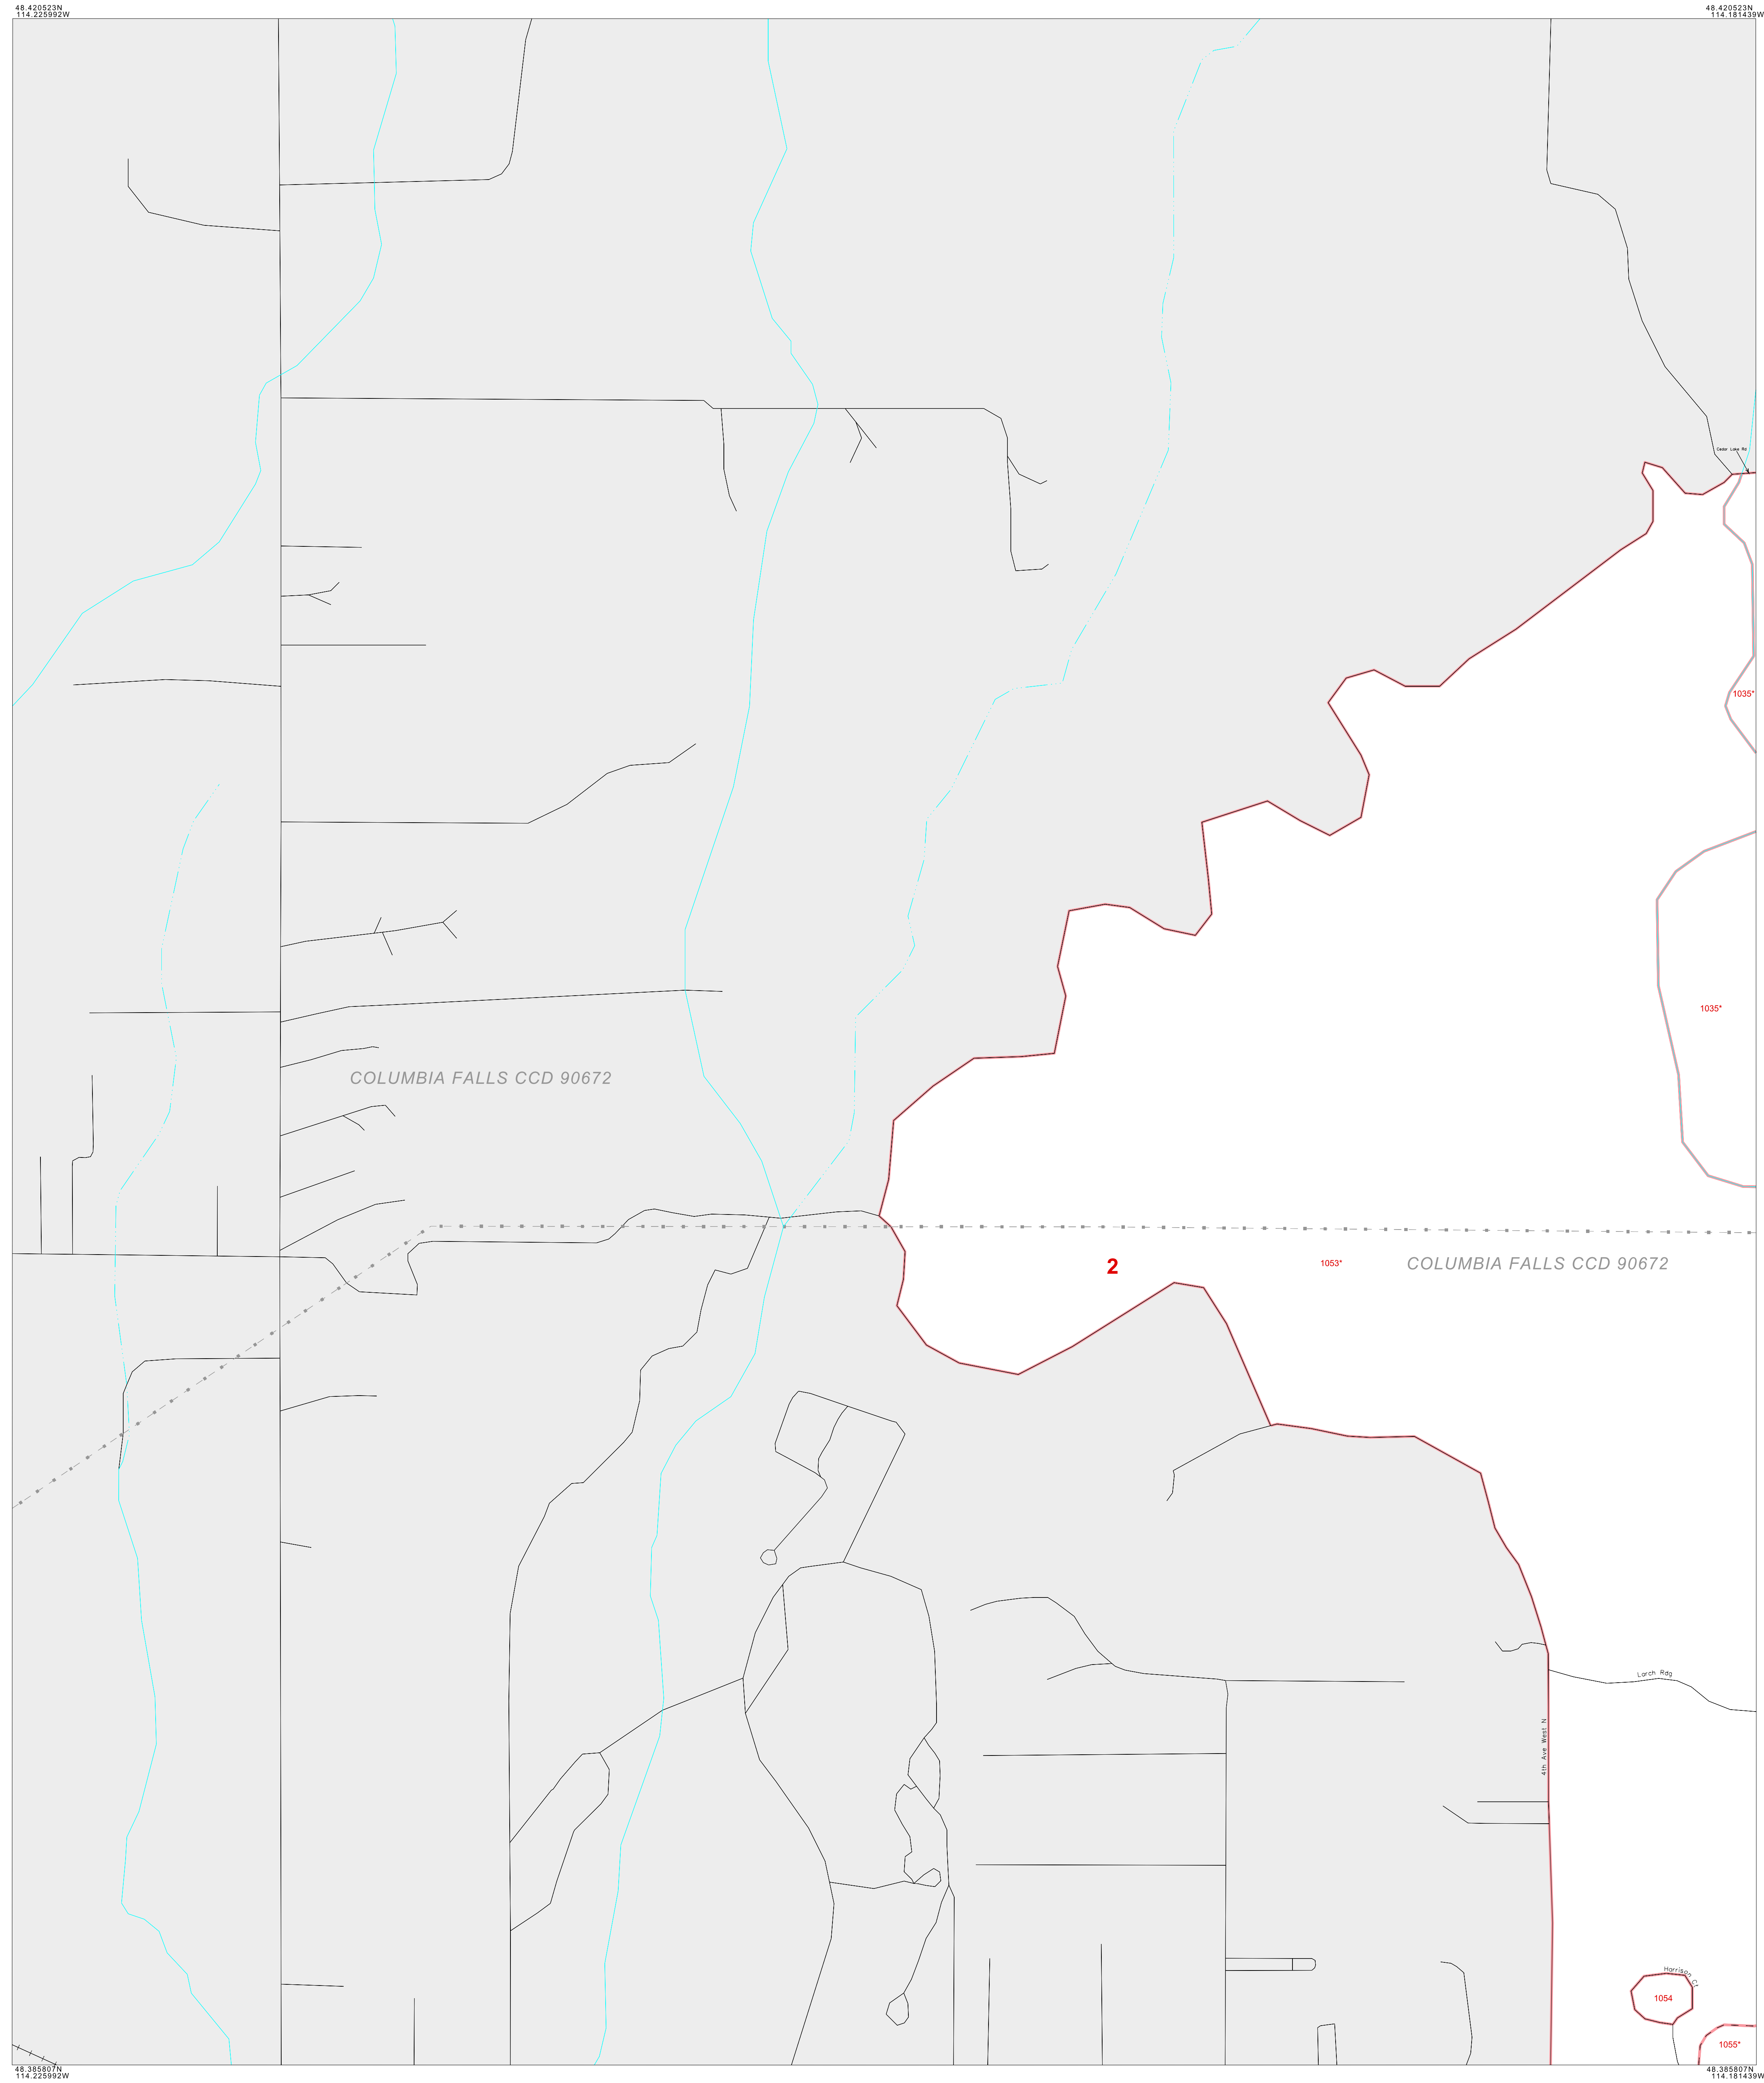 48.420523N
114.225992W
48.420523N
114.181439W
Cedar Lake Rd
1035*
1035*
COLUMBIA FALLS CCD 90672
2
1053*
COLUMBIA FALLS CCD 90672
Larch Rdg
4th Ave West N
Harrison Ct
1054
1055*
48.385807N
114.225992W
48.385807N
114.181439W